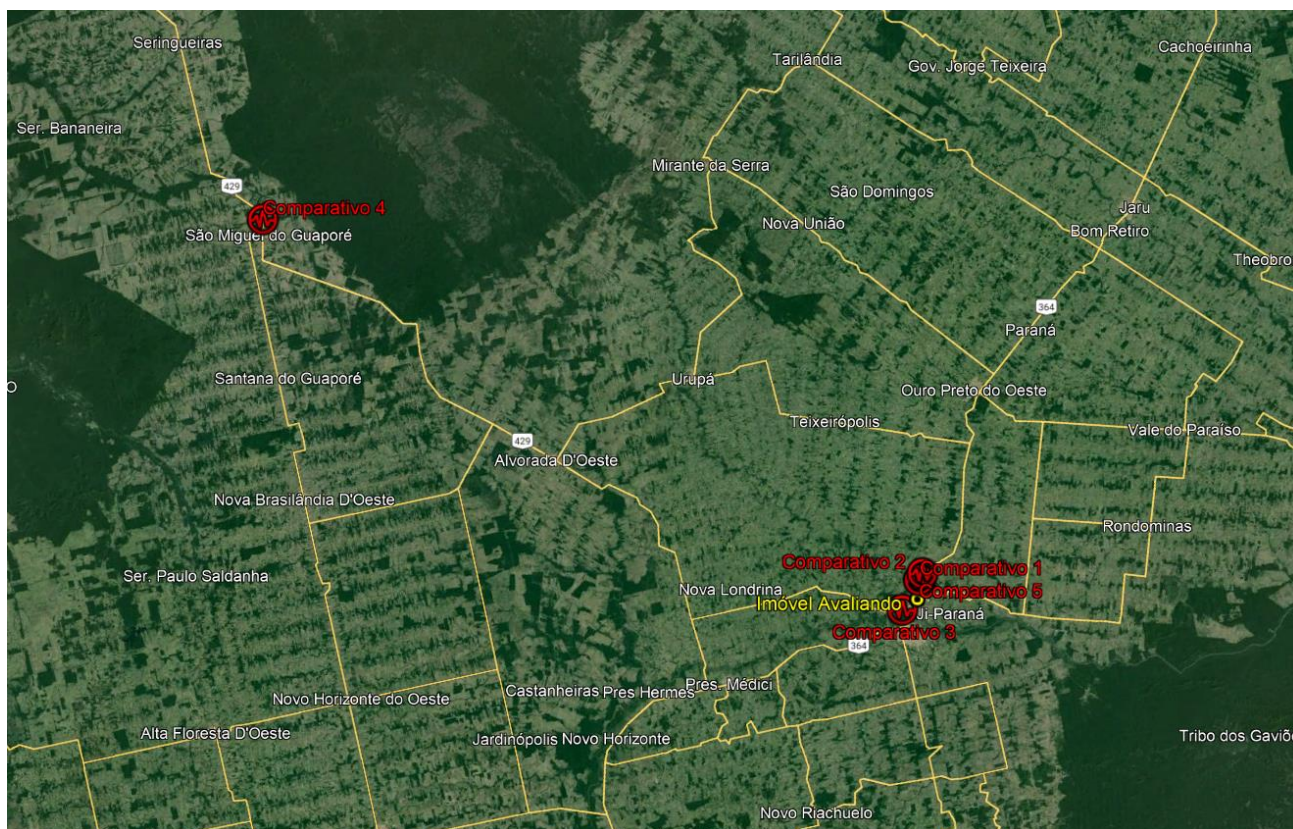 Seringueiras
Cachoeirinha
Tarilândia
Gov. Jorge Teixeira
Ser. Bananeira
Mirante da Serra
429
São Domingos
Comparativo 4
Jaru
São Miguel do Guaporé
Nova União
Bom Retiro
Theobro
364
Paraná
Santana do Guaporé
Urupá
O
Ouro Preto do Oeste
Teixeirópolis
Vale do Paraíso
429
Alvorada D'Oeste
Nova Brasilândia D'Oeste
Rondominas
Comparativo 2
Comparativo 1
Ser. Paulo Saldanha
Nova Londrina
Comparativo 5
Imóvel Avaliando
Ji-Paraná
Comparativo 3
364
Pres. Médici
Castanheiras
Pres Hermes
Novo Horizonte do Oeste
Alta Floresta D'Oeste
Jardinópolis
Novo Horizonte
Tribo dos Gaviõe
Novo Riachuelo